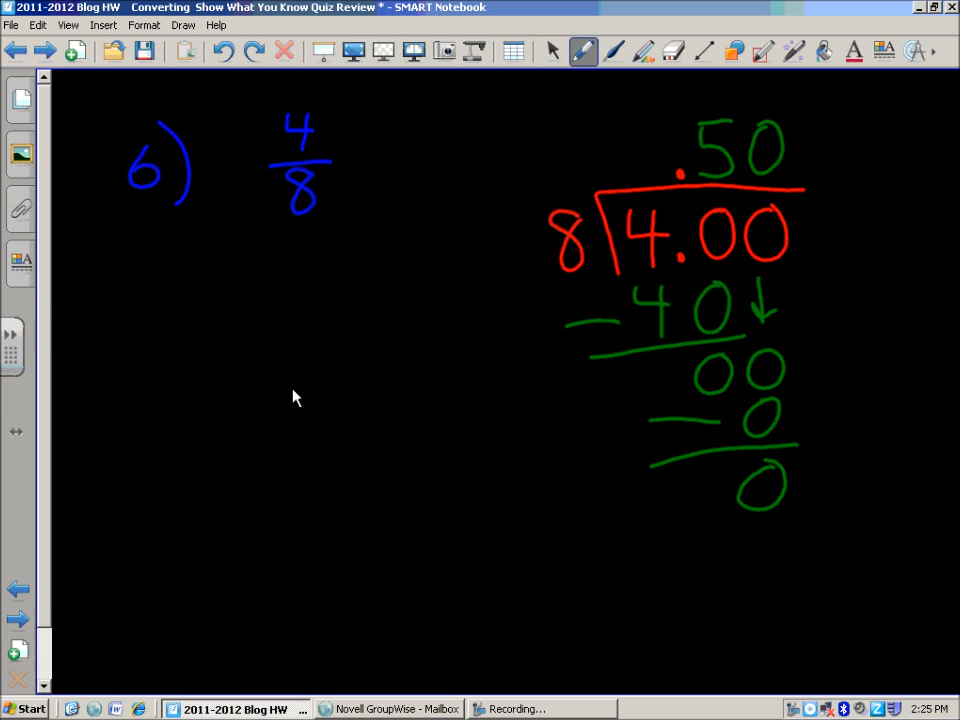 2011-2012 Blog HW Converting Show What You Know Quiz Review * - SMART Notebook
File Edit View Insert Format Draw Help
6) 4
8
.50
8 4.00
- 40↓
00
- 0
0
Start 2011-2012 Blog HW ... Novell GroupWise - Mailbox Recording... 2:25 PM